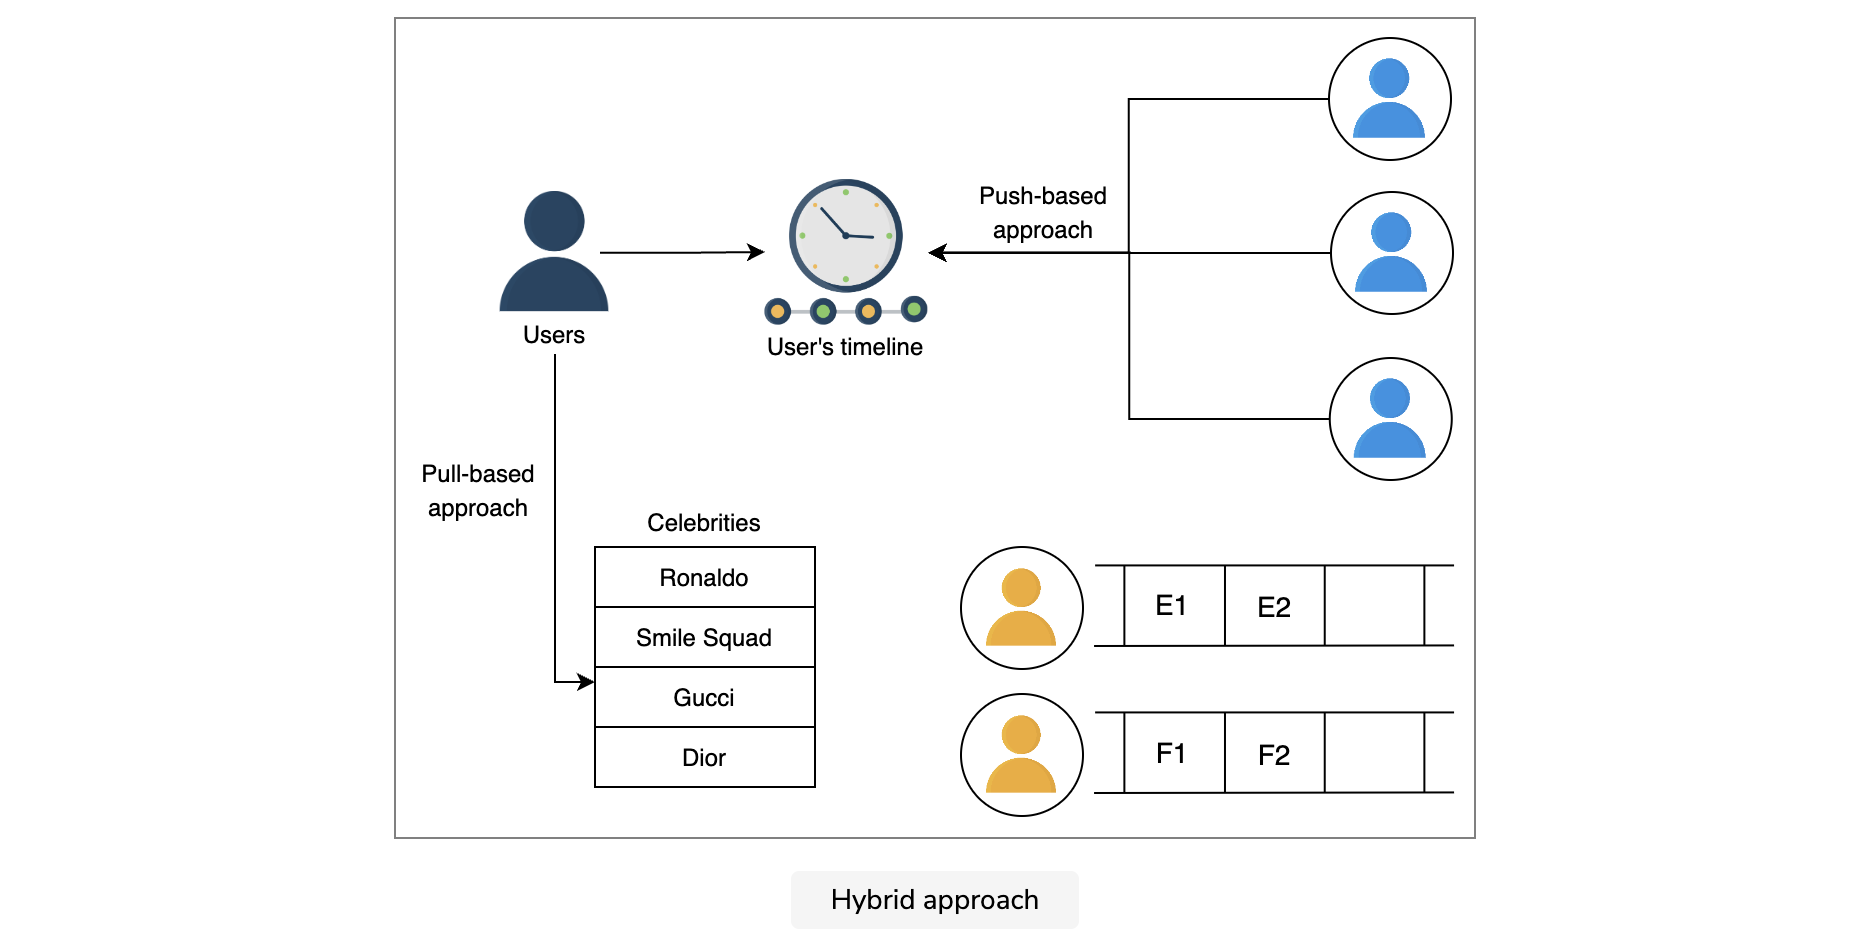 Push-based
approach
Users
User's timeline
Pull-based
approach
Celebrities
Ronaldo
Smile Squad
Gucci
Dior
E1 E2
F1 F2
Hybrid approach